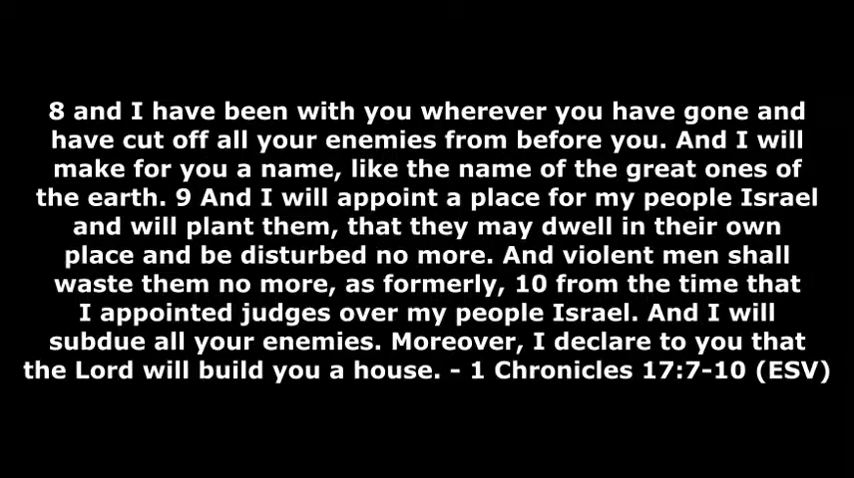 8 and I have been with you wherever you have gone and
have cut off all your enemies from before you. And I will
make for you a name, like the name of the great ones of
the earth. 9 And I will appoint a place for my people Israel
and will plant them, that they may dwell in their own
place and be disturbed no more. And violent men shall
waste them no more, as formerly, 10 from the time that
I appointed judges over my people Israel. And I will
subdue all your enemies. Moreover, I declare to you that
the Lord will build you a house. - 1 Chronicles 17:7-10 (ESV)